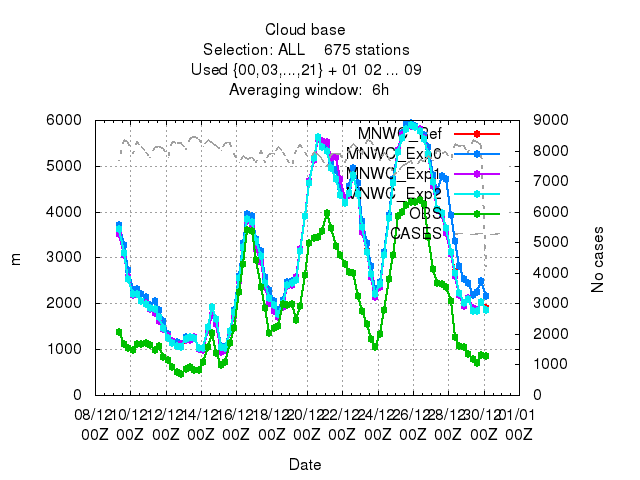 Cloud base
Selection: ALL    675 stations
Used {00,03,...,21} + 01 02 ... 09
Averaging window:  6h
6000
5000
4000
3000
2000
1000
0
m
9000
8000
7000
6000
5000
4000
3000
2000
1000
0
No cases
MNWC_Ref
MNWC_Exp0
MNWC_Exp1
MNWC_Exp2
OBS
CASES
08/12 10/12 12/12 14/12 16/12 18/12 20/12 22/12 24/12 26/12 28/12 30/12 01/01
00Z 00Z 00Z 00Z 00Z 00Z 00Z 00Z 00Z 00Z 00Z 00Z 00Z
Date